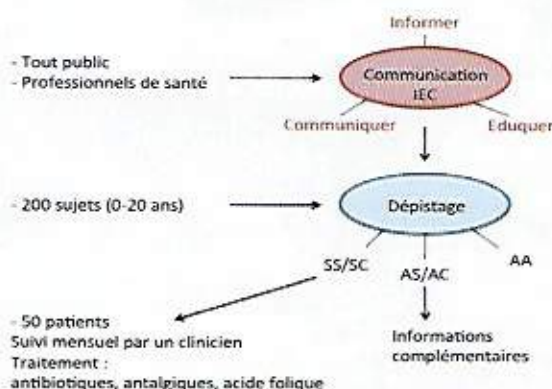 Informer
- Tout public
- Professionnels de santé
Communication
IEC
Communiquer
Eduquer
- 200 sujets (0-20 ans)
Dépistage
SS/SC
AS/AC
AA
- 50 patients
Suivi mensuel par un clinicien
Traitement :
antibiotiques, antalgiques, acide folique
Informations
complémentaires